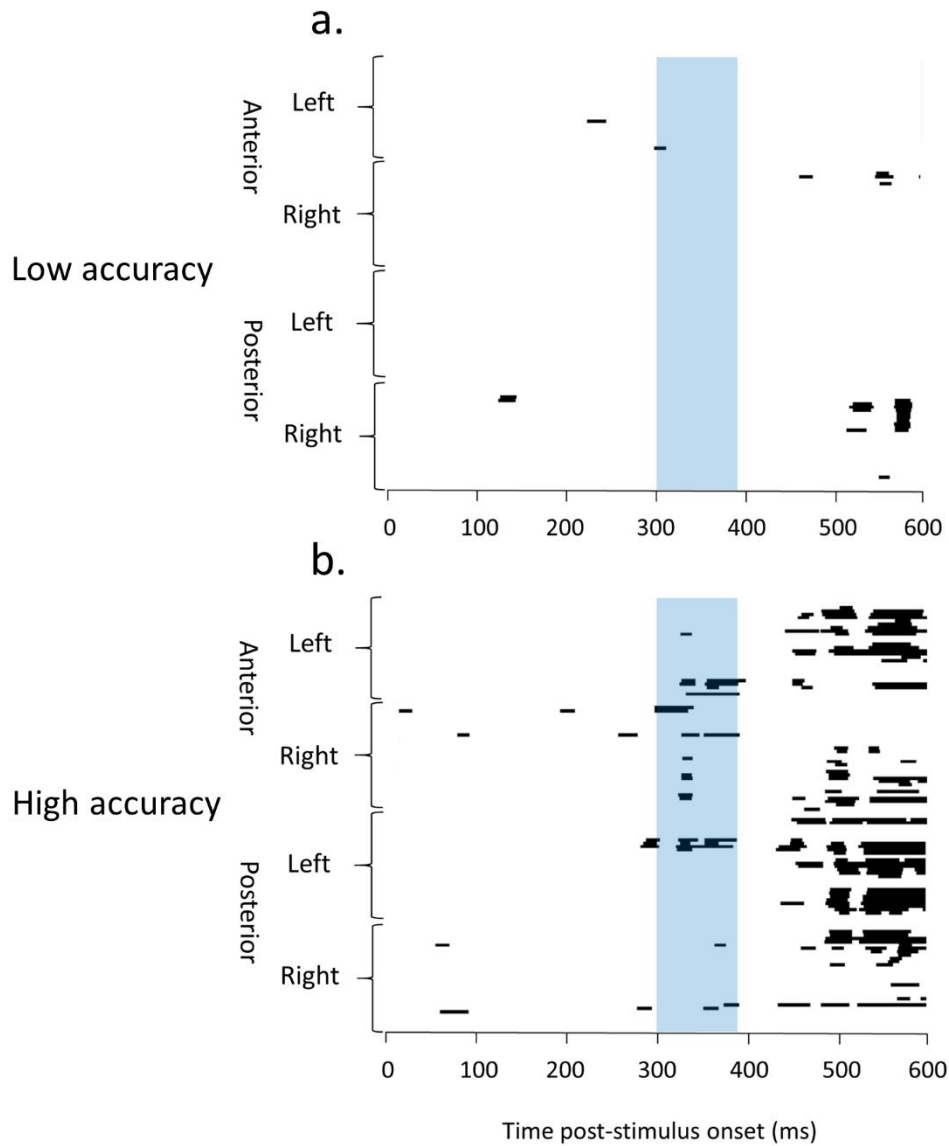 a.
Low accuracy
Anterior
Left
Right
Posterior
Left
Right
0 100 200 300 400 500 600
b.
High accuracy
Anterior
Left
Right
Posterior
Left
Right
0 100 200 300 400 500 600
Time post-stimulus onset (ms)